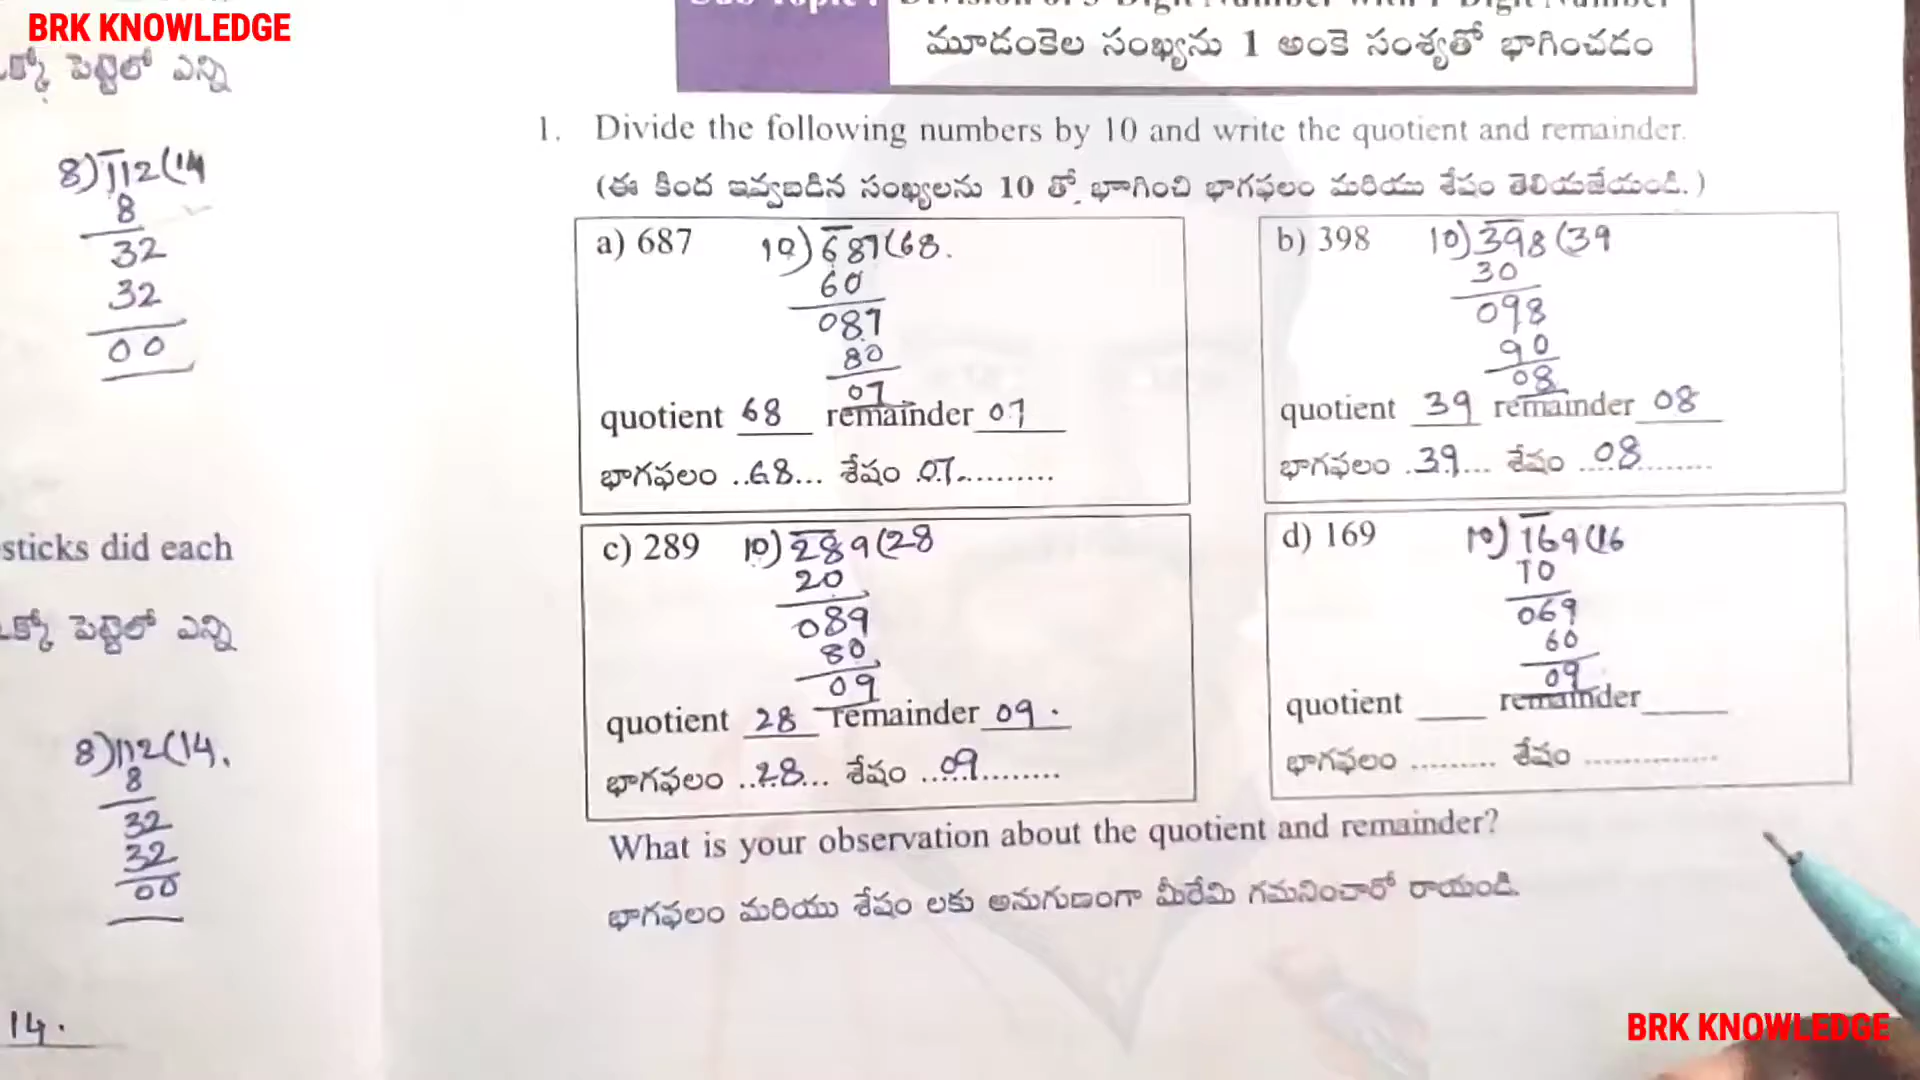 BRK KNOWLEDGE
పెట్టెలో ఎన్ని
8)112(14
8
32
32
00
sticks did each
పెట్టెలో ఎన్ని
8)112(14.
8
32
32
00
14.
మూడంకెల సంఖ్యను 1 అంకె సంఖ్యతో భాగించడం
1. Divide the following numbers by 10 and write the quotient and remainder.
(ఈ కింద ఇవ్వబడిన సంఖ్యలను 10 తో భాగించి భాగఫలం మరియు శేషం తెలియజేయండి.)
a) 687 10)687(68.
60
087
80
07
quotient 68 remainder 07
భాగఫలం ..68... శేషం .07..........
b) 398 10)398(39
30
098
90
08
quotient 39 remainder 08
భాగఫలం .39... శేషం ....08........
c) 289 10)289(28
20
089
80
09
quotient 28 remainder 09.
భాగఫలం ..28... శేషం ....09........
d) 169 10)169(16
10
069
60
09
quotient ____ remainder______
భాగఫలం ......... శేషం ..............
What is your observation about the quotient and remainder?
భాగఫలం మరియు శేషం లకు అనుగుణంగా మీరేమి గమనించారో రాయండి.
BRK KNOWLEDGE